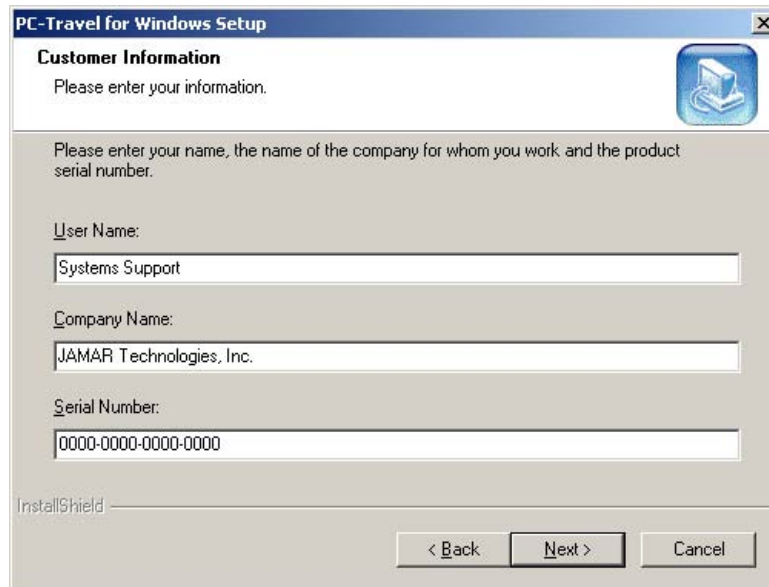 PC-Travel for Windows Setup
Customer Information
Please enter your information.
Please enter your name, the name of the company for whom you work and the product
serial number.
User Name:
Systems Support
Company Name:
JAMAR Technologies, Inc.
Serial Number:
0000-0000-0000-0000
InstallShield
< Back Next > Cancel